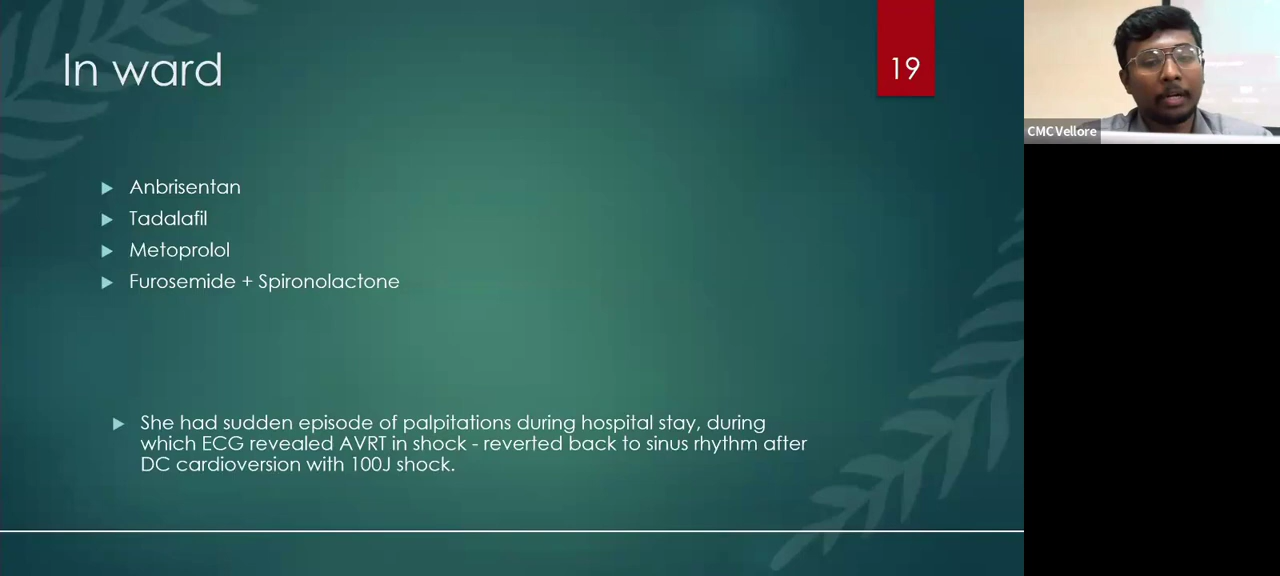 In ward
19
Anbrisentan
Tadalafil
Metoprolol
Furosemide + Spironolactone
She had sudden episode of palpitations during hospital stay, during
which ECG revealed AVRT in shock - reverted back to sinus rhythm after
DC cardioversion with 100J shock.
CMC Vellore